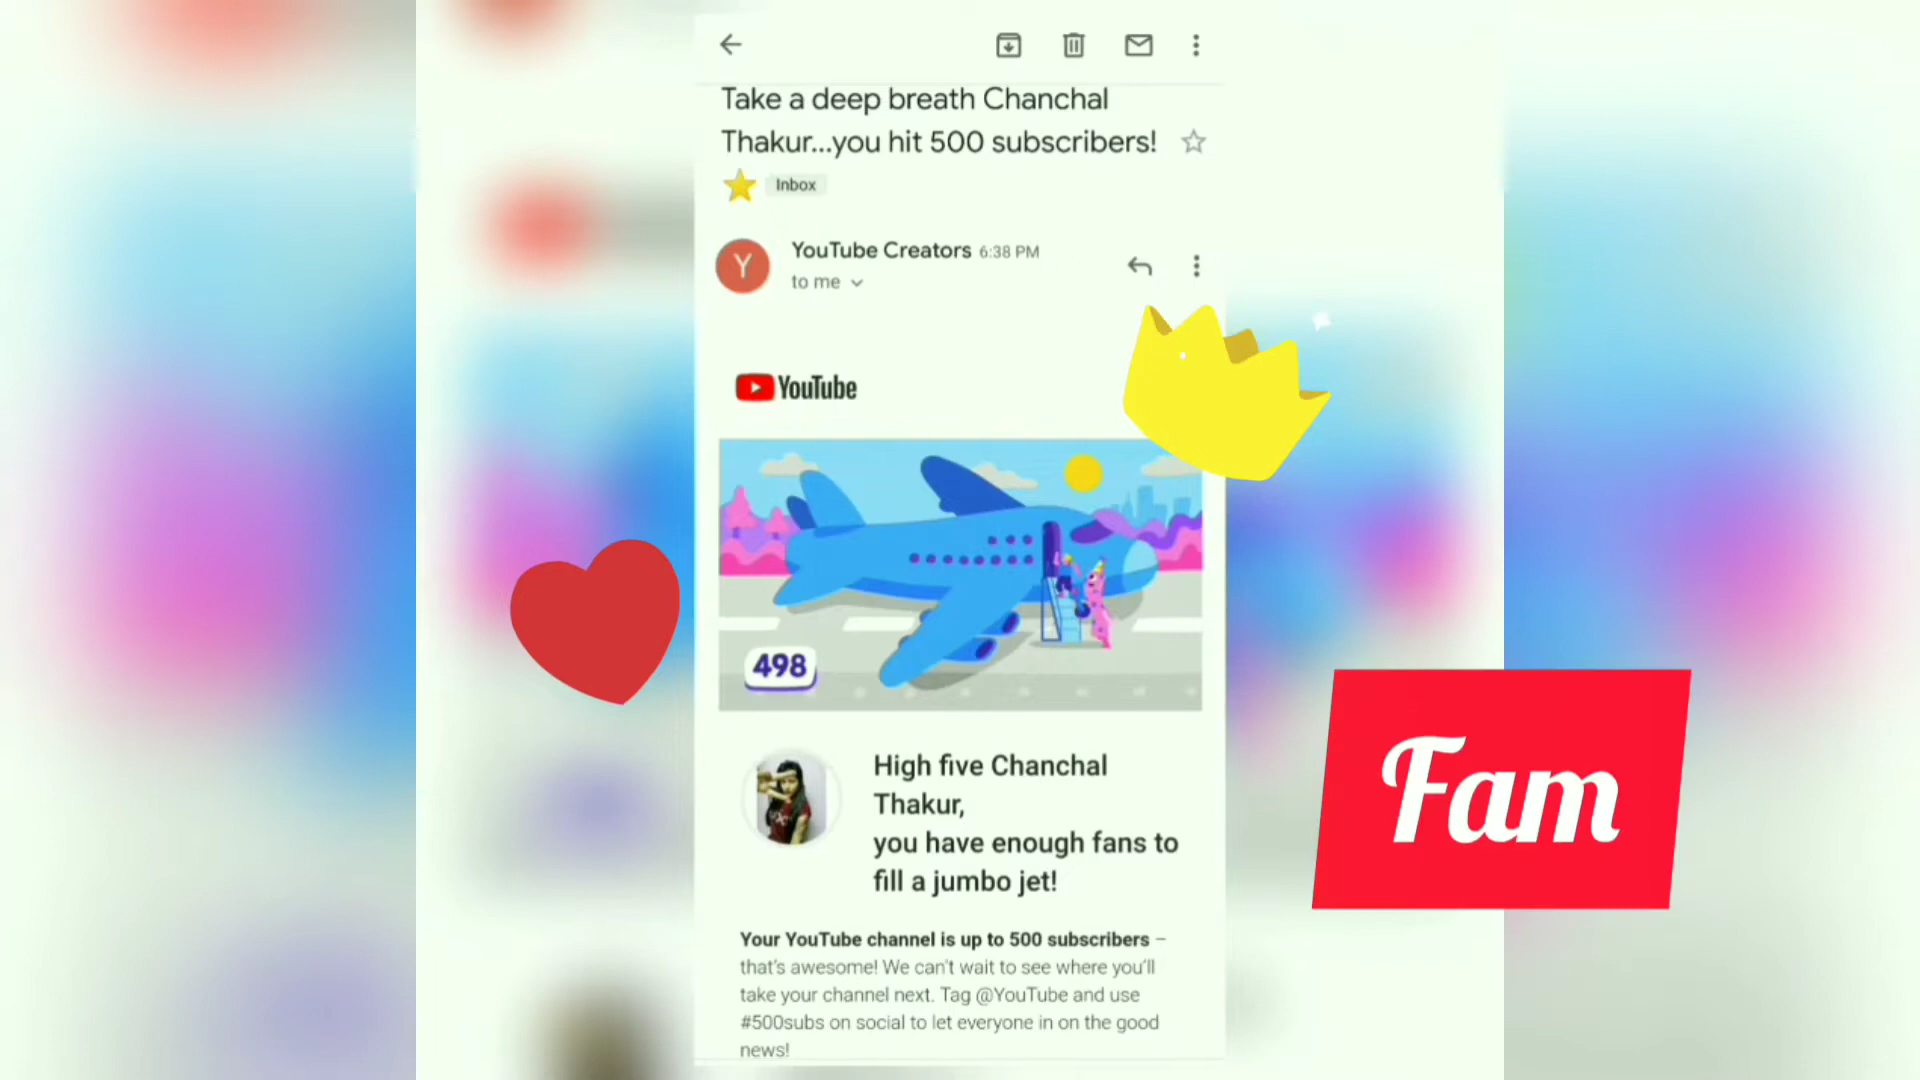 Take a deep breath Chanchal
Thakur...you hit 500 subscribers!
Inbox
Y
YouTube Creators 6:38 PM
to me
YouTube
498
High five Chanchal
Thakur,
you have enough fans to
fill a jumbo jet!
Your YouTube channel is up to 500 subscribers –
that's awesome! We can't wait to see where you'll
take your channel next. Tag @YouTube and use
#500subs on social to let everyone in on the good
news!
Fam